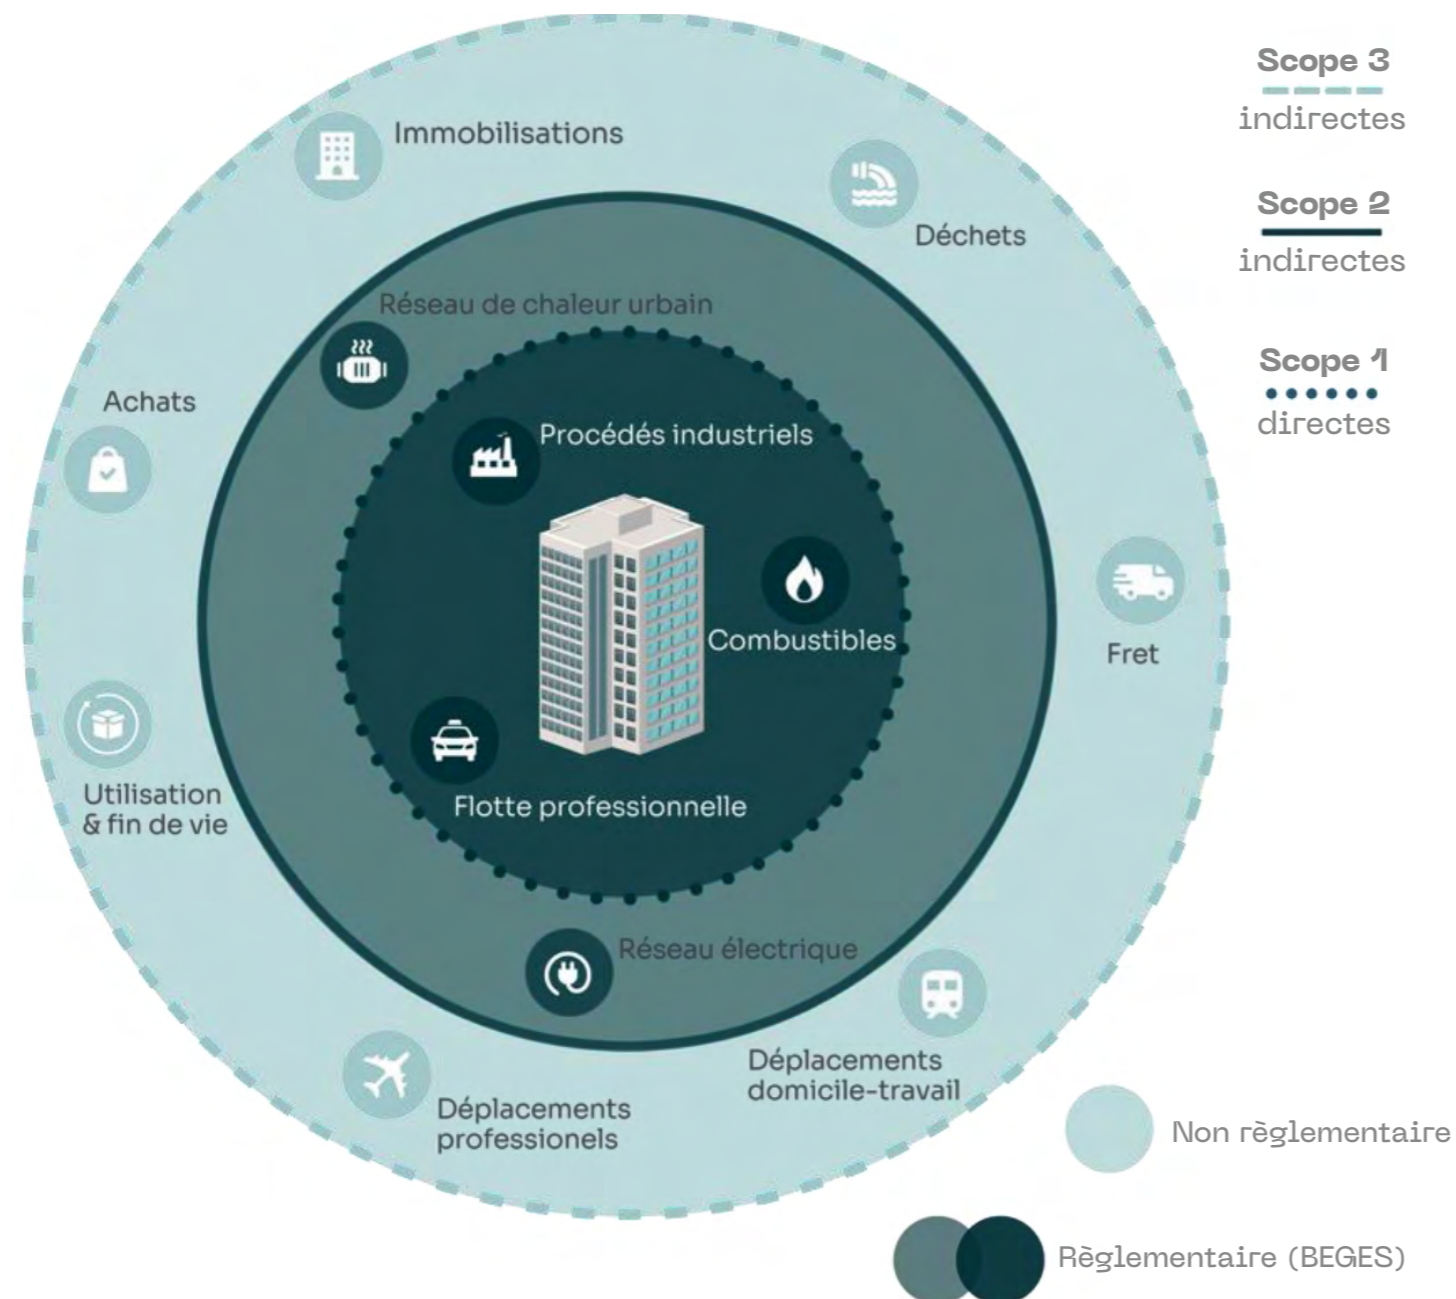 Scope 3
indirectes
Scope 2
indirectes
Scope 1
directes
Immobilisations
Déchets
Réseau de chaleur urbain
Achats
Procédés industriels
Combustibles
Fret
Utilisation
& fin de vie
Flotte professionnelle
Réseau électrique
Déplacements
domicile-travail
Déplacements
professionels
Non règlementaire
Règlementaire (BEGES)